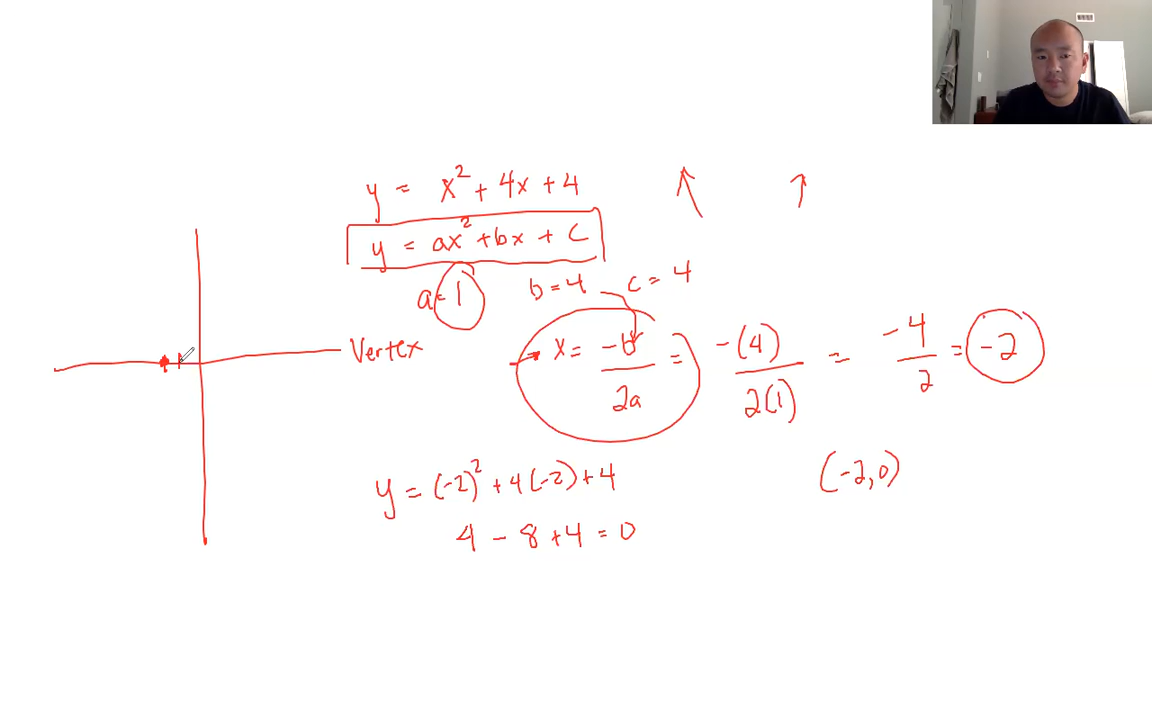 y = x² + 4x + 4
y = ax² + bx + c
a = 1 b = 4 c = 4
Vertex
x = -b/2a = -(4)/2(1) = -4/2 = -2
y = (-2)² + 4(-2) + 4
(-2,0)
4 - 8 + 4 = 0